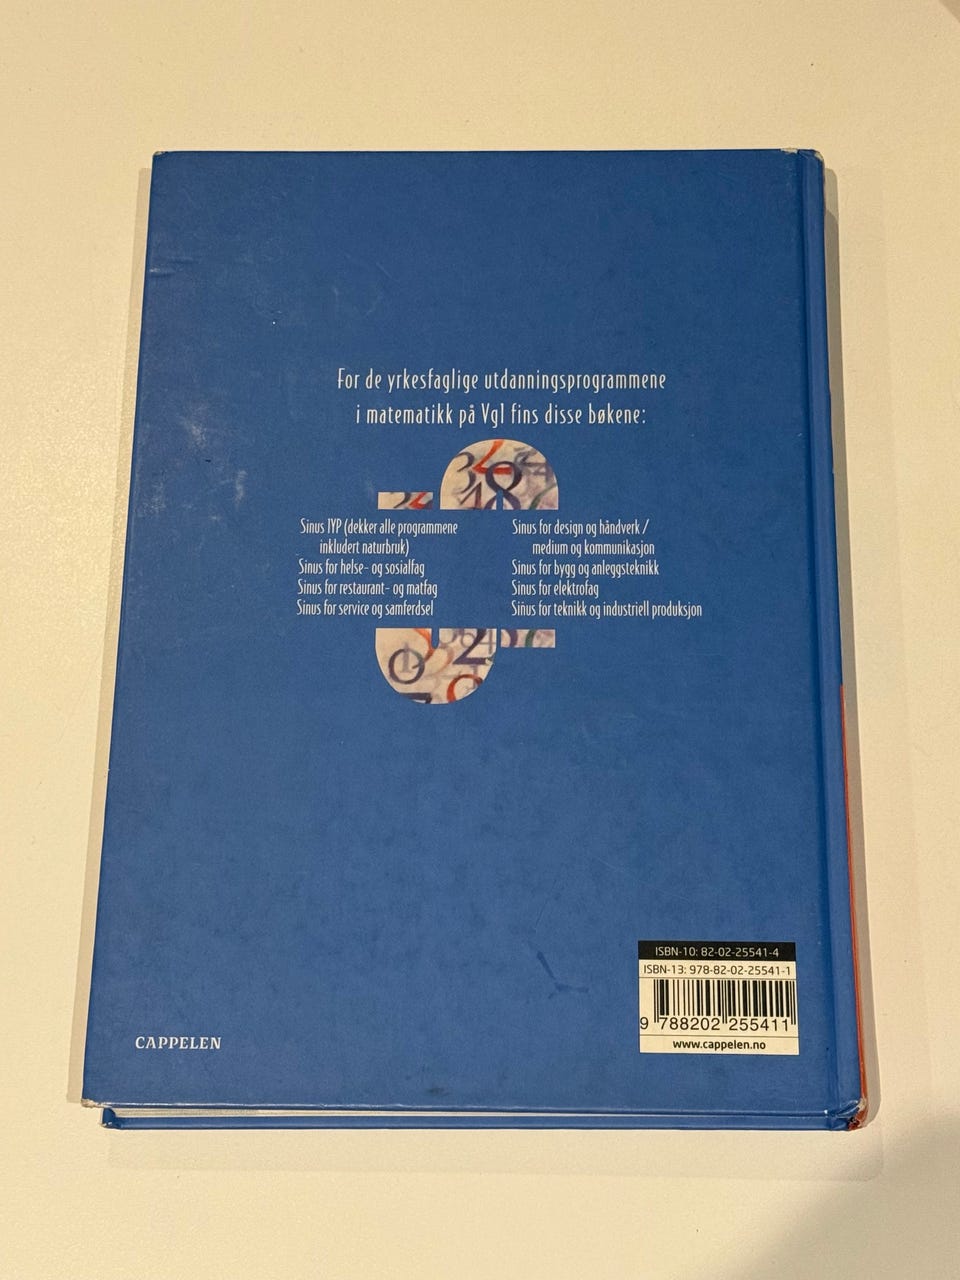 For de yrkesfaglige utdanningsprogrammene
i matematikk på Vg1 fins disse bøkene:
Sinus 1YP (dekker alle programmene
inkludert naturbruk)
Sinus for helse- og sosialfag
Sinus for restaurant- og matfag
Sinus for service og samferdsel
Sinus for design og håndverk /
medium og kommunikasjon
Sinus for bygg og anleggsteknikk
Sinus for elektrofag
Sinus for teknikk og industriell produksjon
CAPPELEN
ISBN-10: 82-02-25541-4
ISBN-13: 978-82-02-25541-1
9 788202 255411
www.cappelen.no